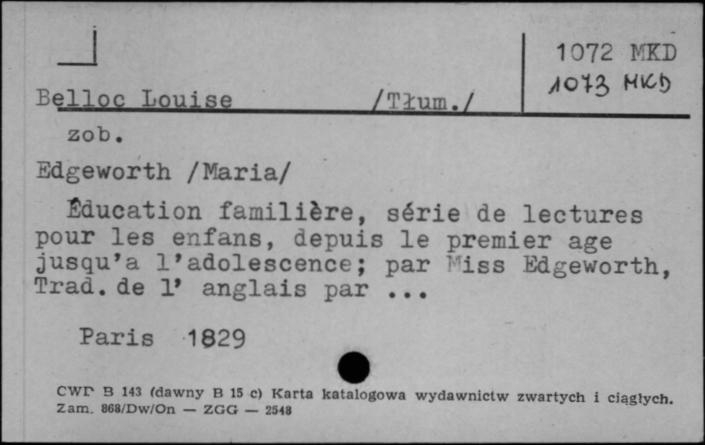 1072 MKD
1073 MKD
Belloc Louise /Tłum./
zob.
Edgeworth /Maria/
Éducation familière, série de lectures
pour les enfans, depuis le premier age
jusqu'a l'adolescence; par Miss Edgeworth,
Trad. de l' anglais par ...
Paris 1829
CWD B 143 (dawny B 15 c) Karta katalogowa wydawnictw zwartych i ciągłych.
Zam. 868/Dw/On — ZGG — 2548